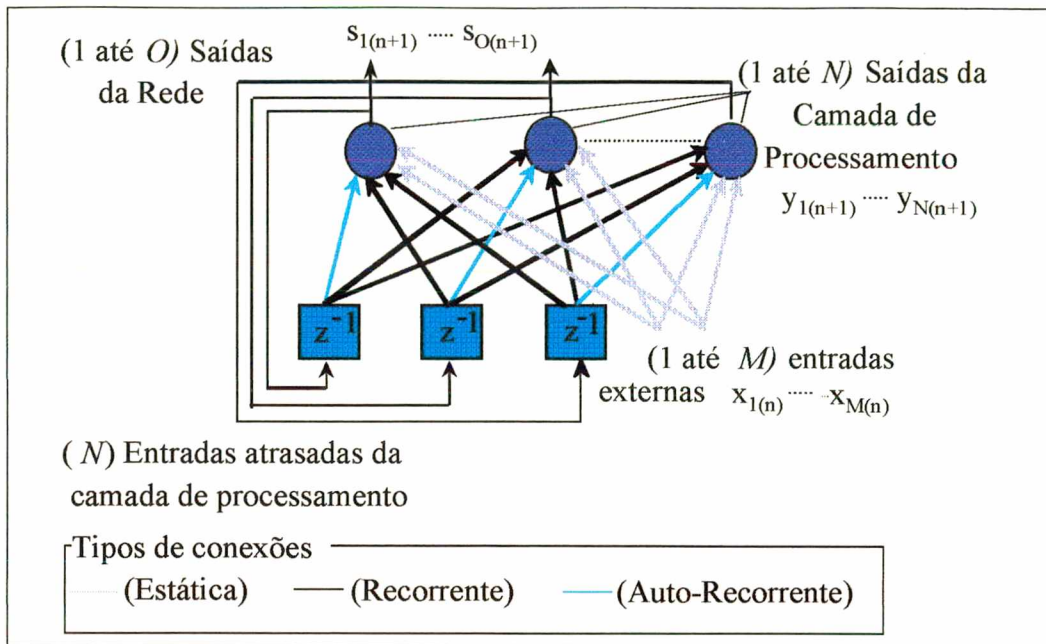 s1(n+1) ..... sO(n+1)
(1 até O) Saídas
da Rede
(1 até N) Saídas da
Camada de
Processamento
y1(n+1) ..... yN(n+1)
z-1 z-1 z-1
(1 até M) entradas
externas x1(n) ..... xM(n)
( N) Entradas atrasadas da
camada de processamento
Tipos de conexões
(Estática) (Recorrente) (Auto-Recorrente)